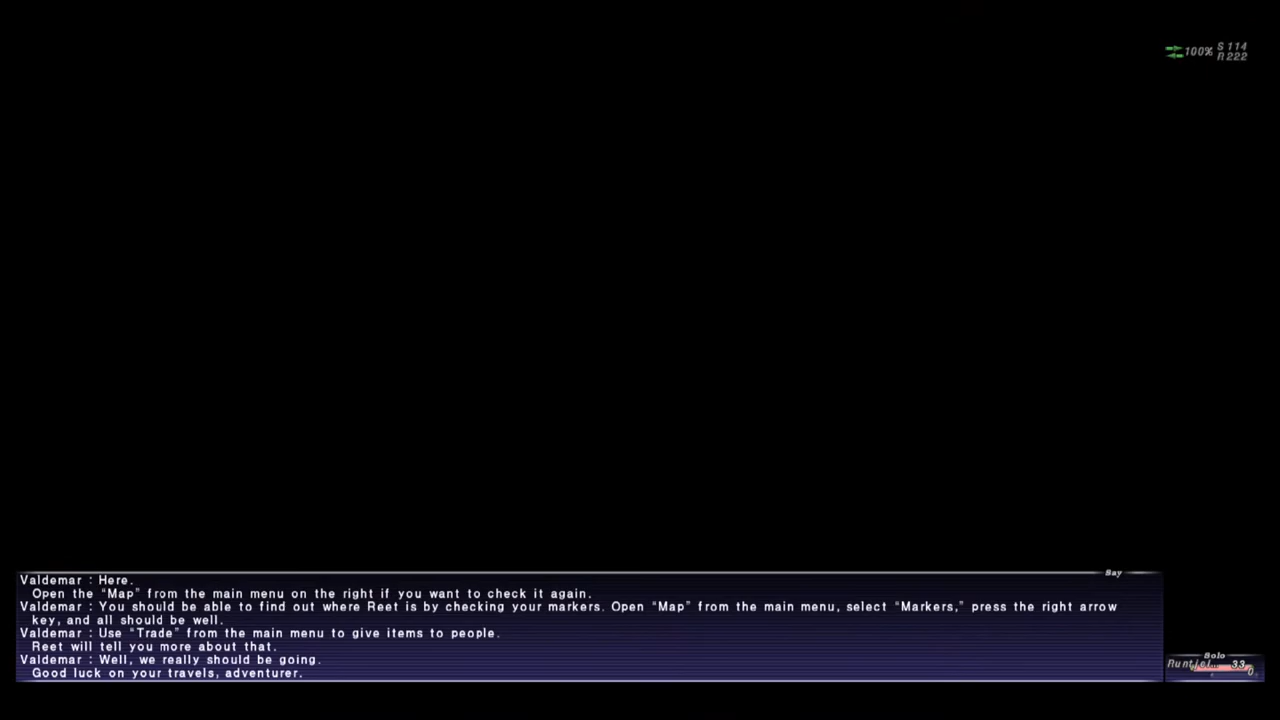 100% S 114
R 222
Say
Valdemar : Here.
Open the “Map” from the main menu on the right if you want to check it again.
Valdemar : You should be able to find out where Reet is by checking your markers. Open “Map” from the main menu, select “Markers,” press the right arrow
key, and all should be well.
Valdemar : Use “Trade” from the main menu to give items to people.
Reet will tell you more about that.
Valdemar : Well, we really should be going.
Good luck on your travels, adventurer.
Solo
33